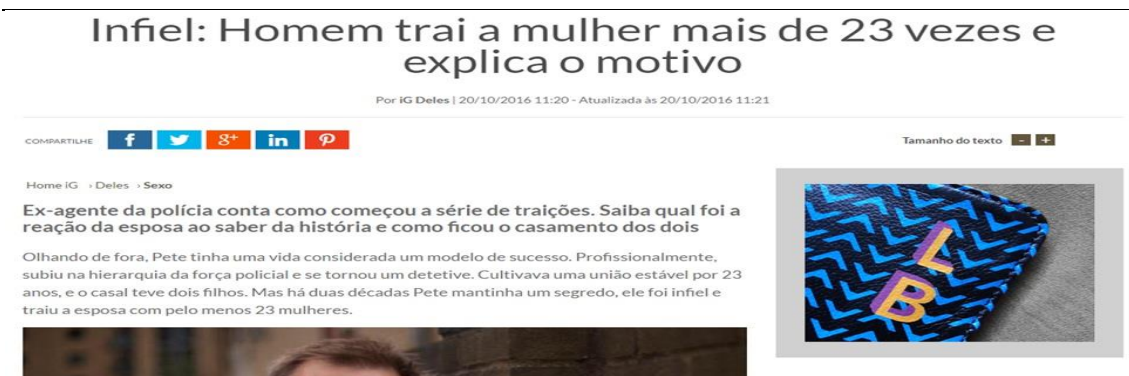 Infiel: Homem trai a mulher mais de 23 vezes e
explica o motivo
Por iG Deles | 20/10/2016 11:20 - Atualizada às 20/10/2016 11:21
COMPARTILHE f 8+ in
Tamanho do texto - +
Home iG › Deles › Sexo
Ex-agente da polícia conta como começou a série de traições. Saiba qual foi a
reação da esposa ao saber da história e como ficou o casamento dos dois
Olhando de fora, Pete tinha uma vida considerada um modelo de sucesso. Profissionalmente,
subiu na hierarquia da força policial e se tornou um detetive. Cultivava uma união estável por 23
anos, e o casal teve dois filhos. Mas há duas décadas Pete mantinha um segredo, ele foi infiel e
traiu a esposa com pelo menos 23 mulheres.
L
B